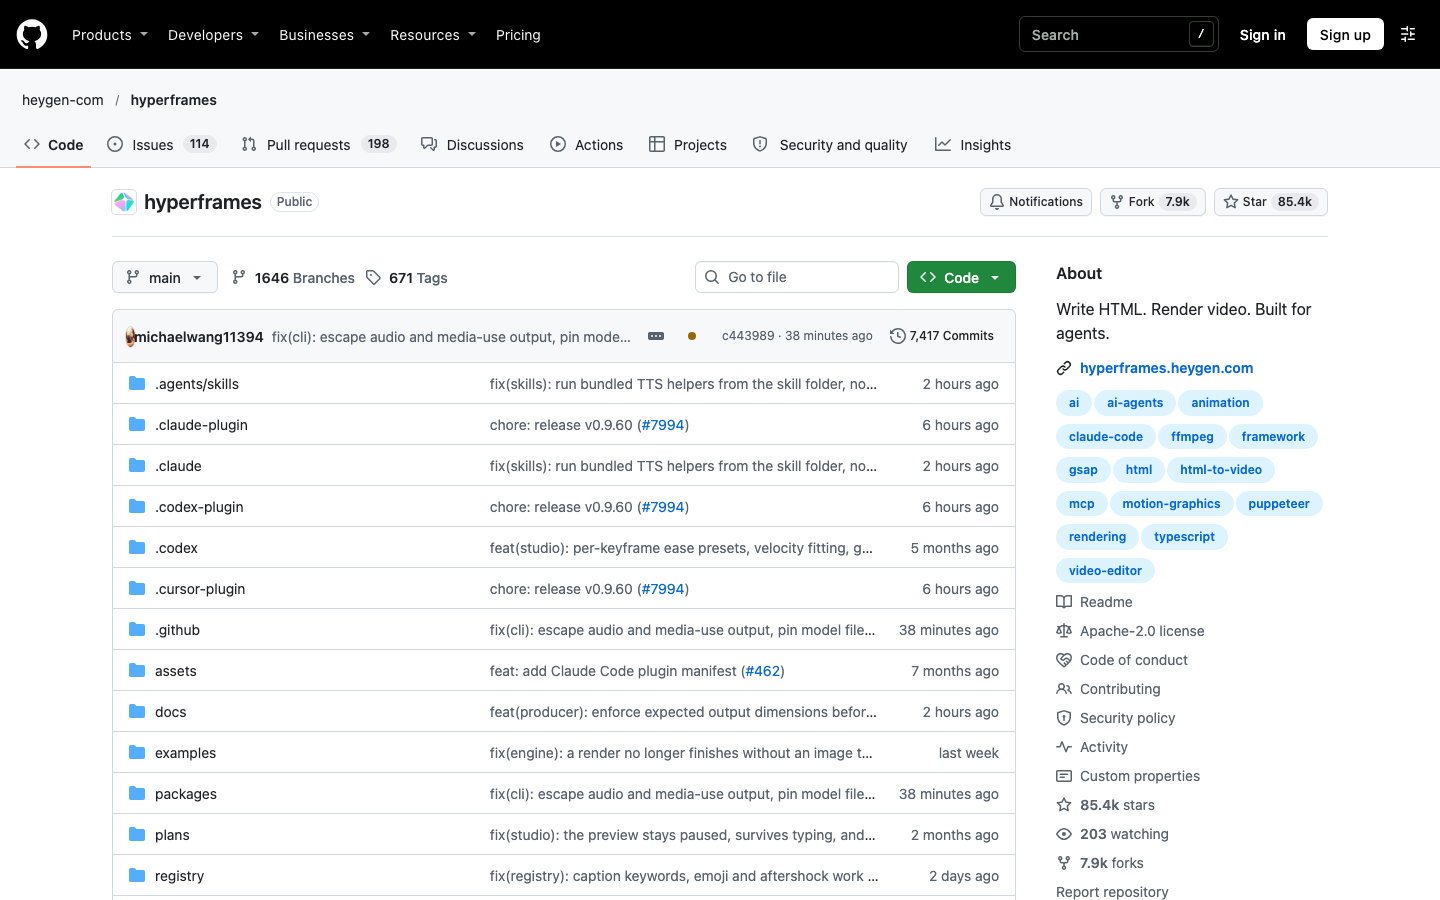 Products Developers Businesses Resources Pricing Search / Sign in Sign up
heygen-com / hyperframes
Code Issues 114 Pull requests 198 Discussions Actions Projects Security and quality Insights
hyperframes Public Notifications Fork 7.9k Star 85.4k
main 1646 Branches 671 Tags Go to file Code
michaelwang11394 fix(cli): escape audio and media-use output, pin mode... c443989 · 38 minutes ago 7,417 Commits
.agents/skills fix(skills): run bundled TTS helpers from the skill folder, no... 2 hours ago
.claude-plugin chore: release v0.9.60 (#7994) 6 hours ago
.claude fix(skills): run bundled TTS helpers from the skill folder, no... 2 hours ago
.codex-plugin chore: release v0.9.60 (#7994) 6 hours ago
.codex feat(studio): per-keyframe ease presets, velocity fitting, g... 5 months ago
.cursor-plugin chore: release v0.9.60 (#7994) 6 hours ago
.github fix(cli): escape audio and media-use output, pin model file... 38 minutes ago
assets feat: add Claude Code plugin manifest (#462) 7 months ago
docs feat(producer): enforce expected output dimensions befor... 2 hours ago
examples fix(engine): a render no longer finishes without an image t... last week
packages fix(cli): escape audio and media-use output, pin model file... 38 minutes ago
plans fix(studio): the preview stays paused, survives typing, and... 2 months ago
registry fix(registry): caption keywords, emoji and aftershock work ... 2 days ago
About
Write HTML. Render video. Built for
agents.
hyperframes.heygen.com
ai ai-agents animation
claude-code ffmpeg framework
gsap html html-to-video
mcp motion-graphics puppeteer
rendering typescript
video-editor
Readme
Apache-2.0 license
Code of conduct
Contributing
Security policy
Activity
Custom properties
85.4k stars
203 watching
7.9k forks
Report repository